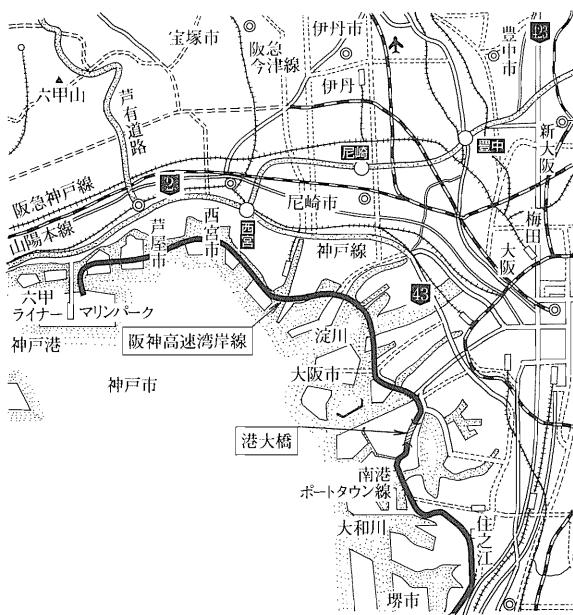 宝塚市
阪急
今津線
伊丹市
伊丹
豊中市
423
六甲山
芦有道路
尼崎
豊中
新大阪
阪急神戸線
山陽本線
2
芦屋市
西宮市
西宮
尼崎市
神戸線
梅田
大阪
43
六甲
ライナー
マリンパーク
神戸港
阪神高速湾岸線
淀川
神戸市
大阪市
港大橋
南港
ポートタウン線
大和川
住之江
堺市